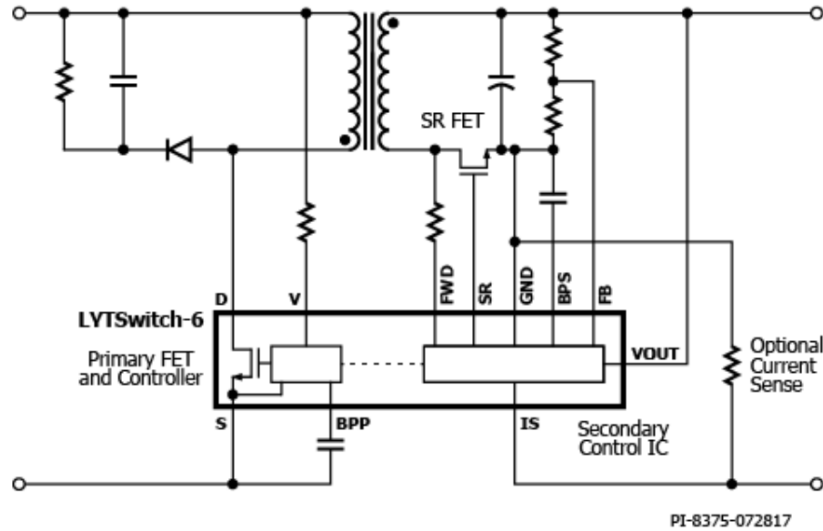 SR FET
D
V
FWD
SR
GND
BPS
FB
LYTSwitch-6
Primary FET
and Controller
VOUT
Optional
Current
Sense
S
BPP
IS
Secondary
Control IC
PI-8375-072817